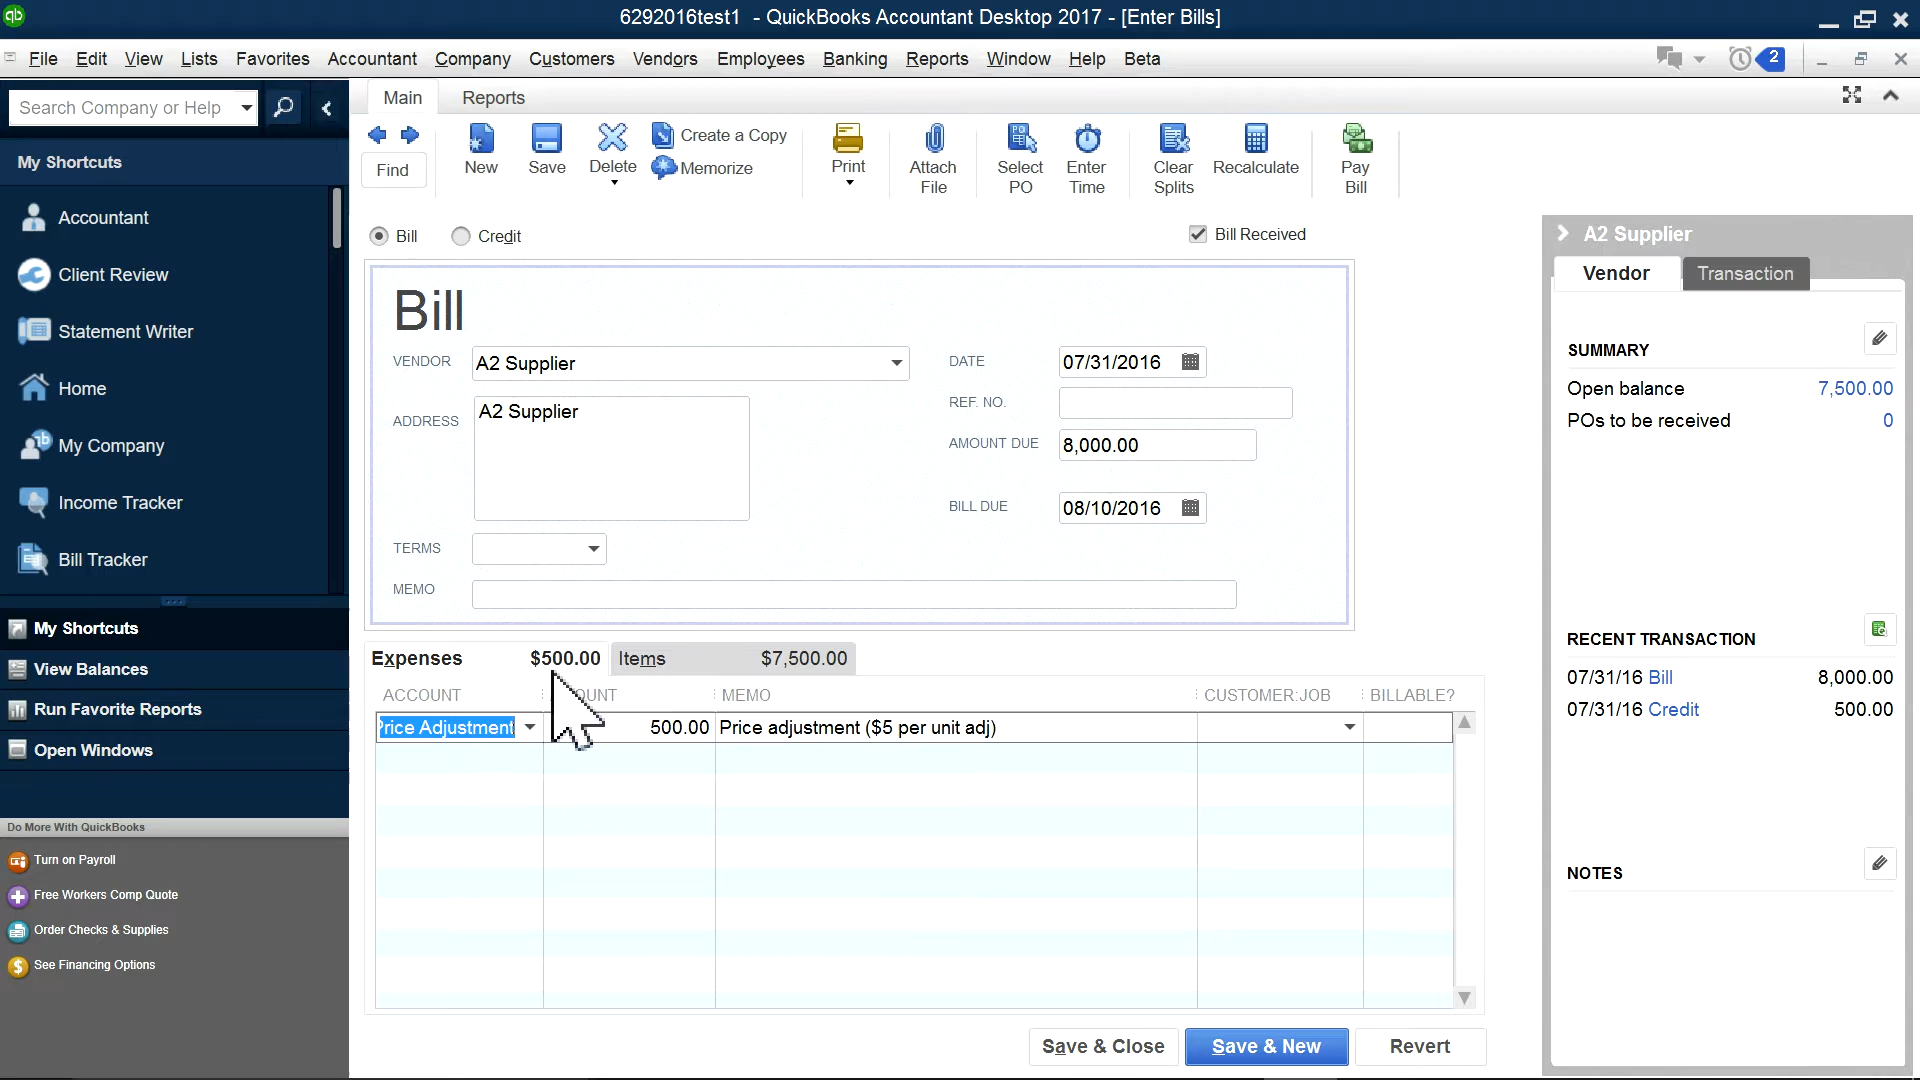 qb
6292016test1 - QuickBooks Accountant Desktop 2017 - [Enter Bills]
File Edit View Lists Favorites Accountant Company Customers Vendors Employees Banking Reports Window Help Beta
2
Search Company or Help
My Shortcuts
Accountant
Client Review
Statement Writer
Home
My Company
Income Tracker
Bill Tracker
My Shortcuts
View Balances
Run Favorite Reports
Open Windows
Do More With QuickBooks
Turn on Payroll
Free Workers Comp Quote
Order Checks & Supplies
See Financing Options
Main Reports
Find
New
Save
Delete
Create a Copy
Memorize
Print
Attach
File
Select
PO
Enter
Time
Clear
Splits
Recalculate
Pay
Bill
Bill Credit
Bill Received
Bill
VENDOR A2 Supplier
ADDRESS A2 Supplier
TERMS
MEMO
DATE 07/31/2016
REF. NO.
AMOUNT DUE 8,000.00
BILL DUE 08/10/2016
Expenses $500.00 Items $7,500.00
ACCOUNT MEMO CUSTOMER:JOB BILLABLE?
Price Adjustment 500.00 Price adjustment ($5 per unit adj)
Save & Close Save & New Revert
A2 Supplier
Vendor Transaction
SUMMARY
Open balance 7,500.00
POs to be received 0
RECENT TRANSACTION
07/31/16 Bill 8,000.00
07/31/16 Credit 500.00
NOTES